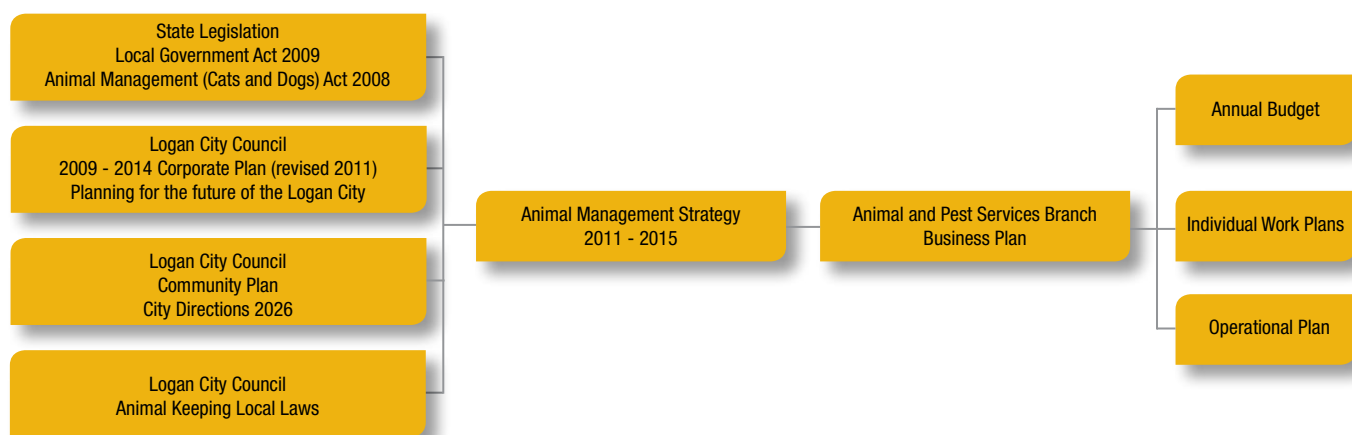 State Legislation
Local Government Act 2009
Animal Management (Cats and Dogs) Act 2008
Logan City Council
2009 - 2014 Corporate Plan (revised 2011)
Planning for the future of the Logan City
Logan City Council
Community Plan
City Directions 2026
Logan City Council
Animal Keeping Local Laws
Animal Management Strategy
2011 - 2015
Animal and Pest Services Branch
Business Plan
Annual Budget
Individual Work Plans
Operational Plan